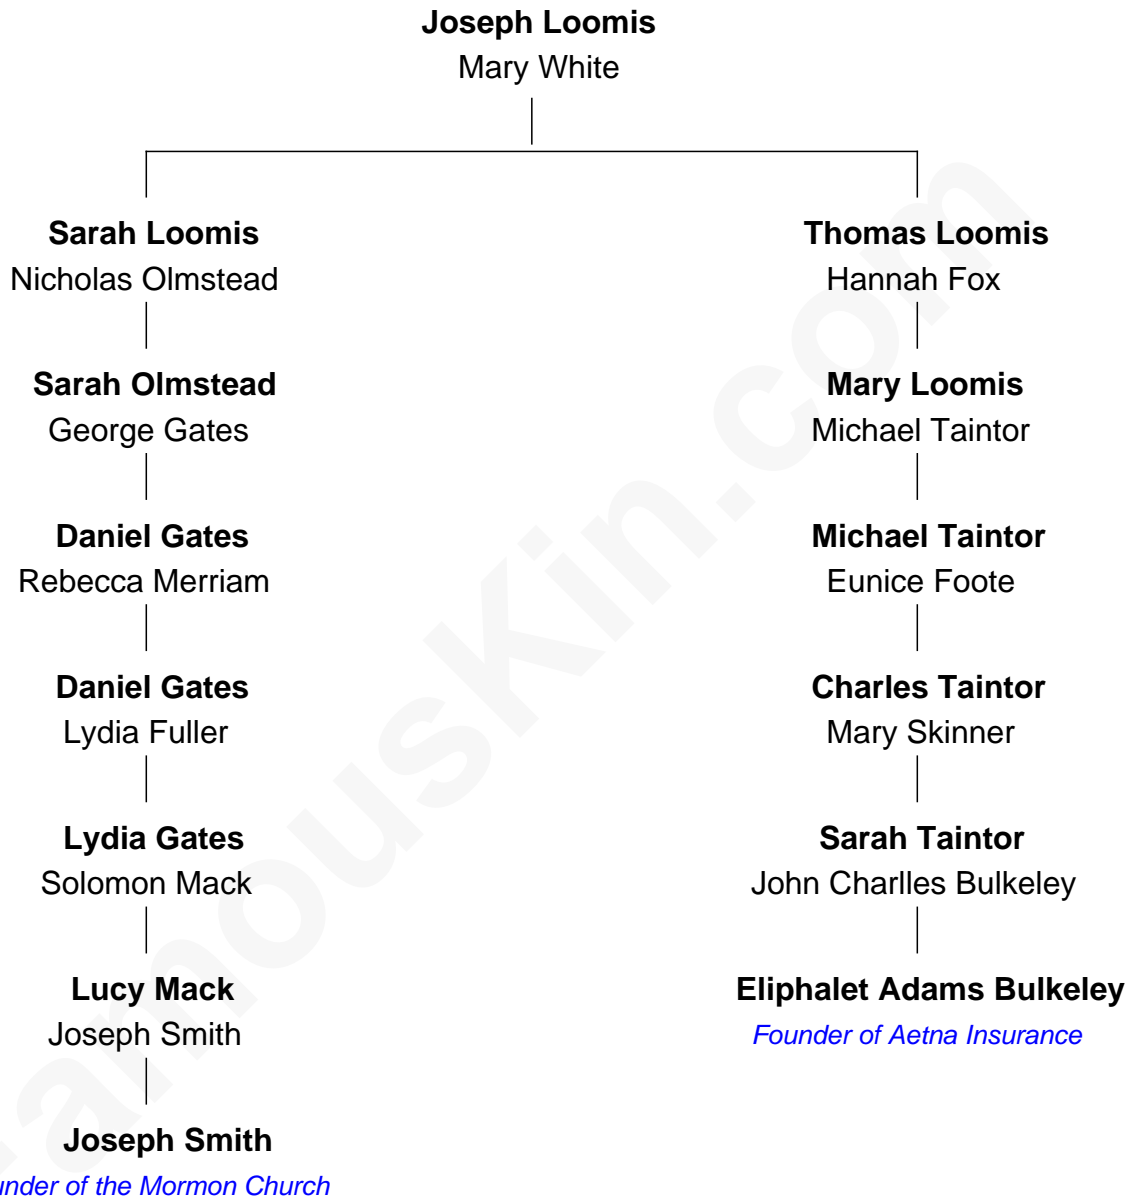 Joseph Loomis
Mary White
Sarah Loomis
Nicholas Olmstead
Thomas Loomis
Hannah Fox
Sarah Olmstead
George Gates
Mary Loomis
Michael Taintor
Daniel Gates
Rebecca Merriam
Michael Taintor
Eunice Foote
Daniel Gates
Lydia Fuller
Charles Taintor
Mary Skinner
Lydia Gates
Solomon Mack
Sarah Taintor
John Charlles Bulkeley
Lucy Mack
Joseph Smith
Eliphalet Adams Bulkeley
Founder of Aetna Insurance
Joseph Smith
under of the Mormon Church
FamousKin.com